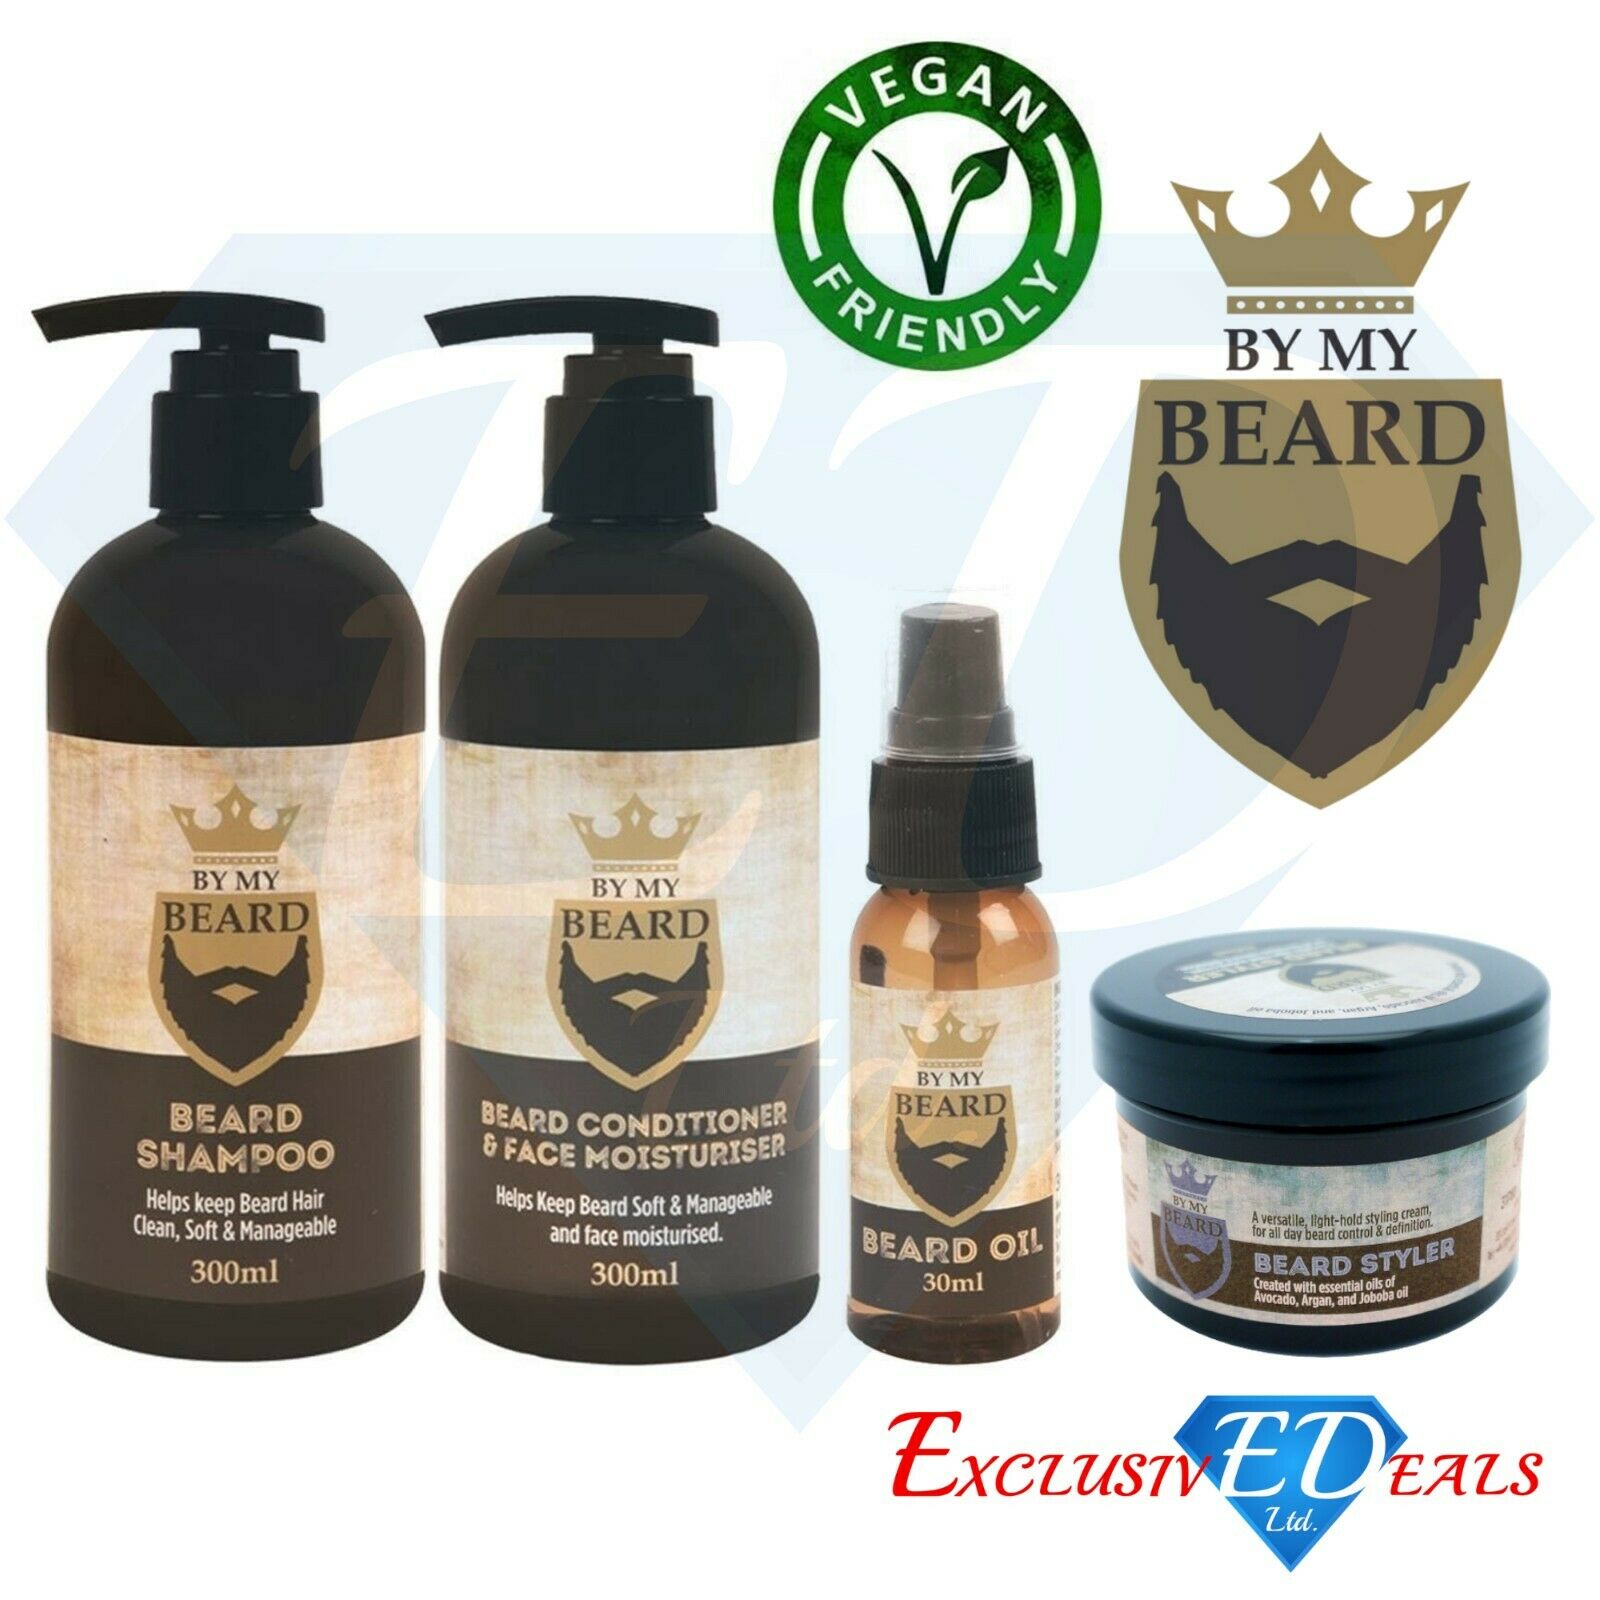 VEGAN
FRIENDLY
BY MY
BEARD
BY MY
BEARD
BEARD
SHAMPOO
Helps keep Beard Hair
Clean, Soft & Manageable
300ml
BY MY
BEARD
BEARD CONDITIONER
& FACE MOISTURISER
Helps Keep Beard Soft & Manageable
and face moisturised.
300ml
BY MY
BEARD
BEARD OIL
30ml
BY MY
BEARD
A versatile, light-hold styling cream,
for all day beard control & definition.
BEARD STYLER
Created with essential oils of
Avocado, Argan, and Joboba oil
EXCLUSIVEDEALS
Ltd.
ED
Ltd.